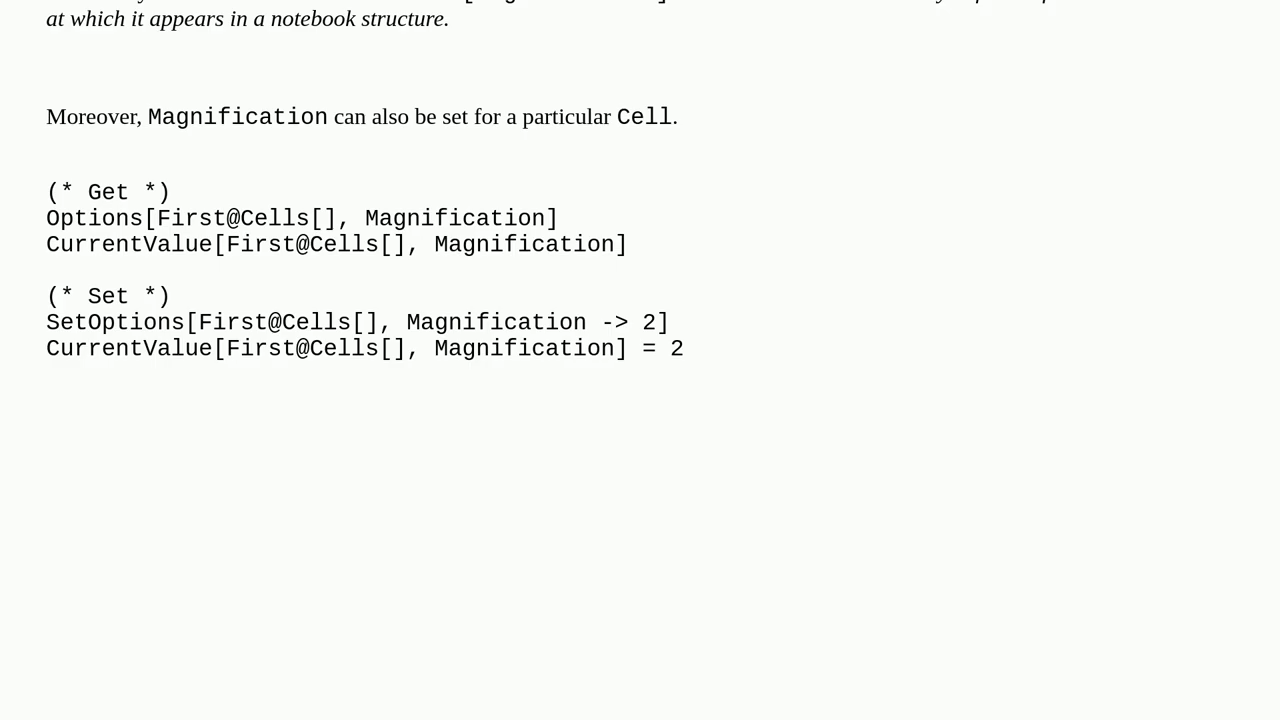 at which it appears in a notebook structure.
Moreover, Magnification can also be set for a particular Cell.
(* Get *)
Options[First@Cells[], Magnification]
CurrentValue[First@Cells[], Magnification]
(* Set *)
SetOptions[First@Cells[], Magnification -> 2]
CurrentValue[First@Cells[], Magnification] = 2